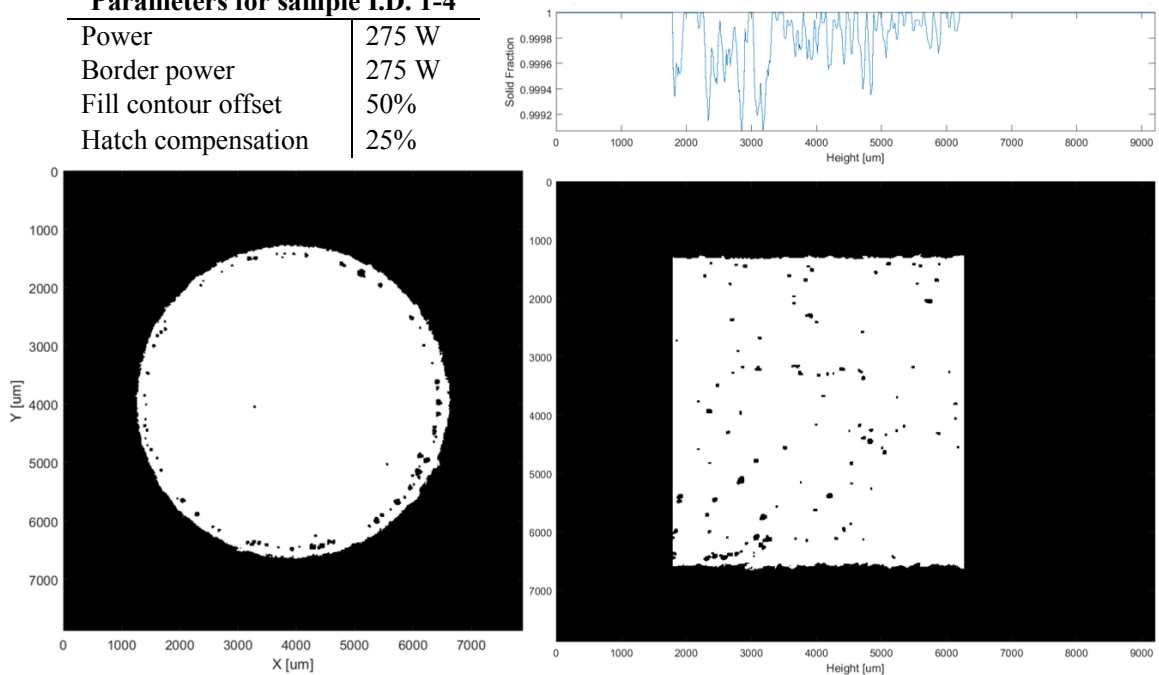 Parameters for sample I.D. 1-4
Power 275 W
Border power 275 W
Fill contour offset 50%
Hatch compensation 25%
1
0.9998
0.9996
0.9994
0.9992
Solid Fraction
0 1000 2000 3000 4000 5000 6000 7000 8000 9000
Height [um]
0
1000
2000
3000
4000
5000
6000
7000
Y [um]
0 1000 2000 3000 4000 5000 6000 7000
X [um]
0
1000
2000
3000
4000
5000
6000
7000
0 1000 2000 3000 4000 5000 6000 7000 8000 9000
Height [um]